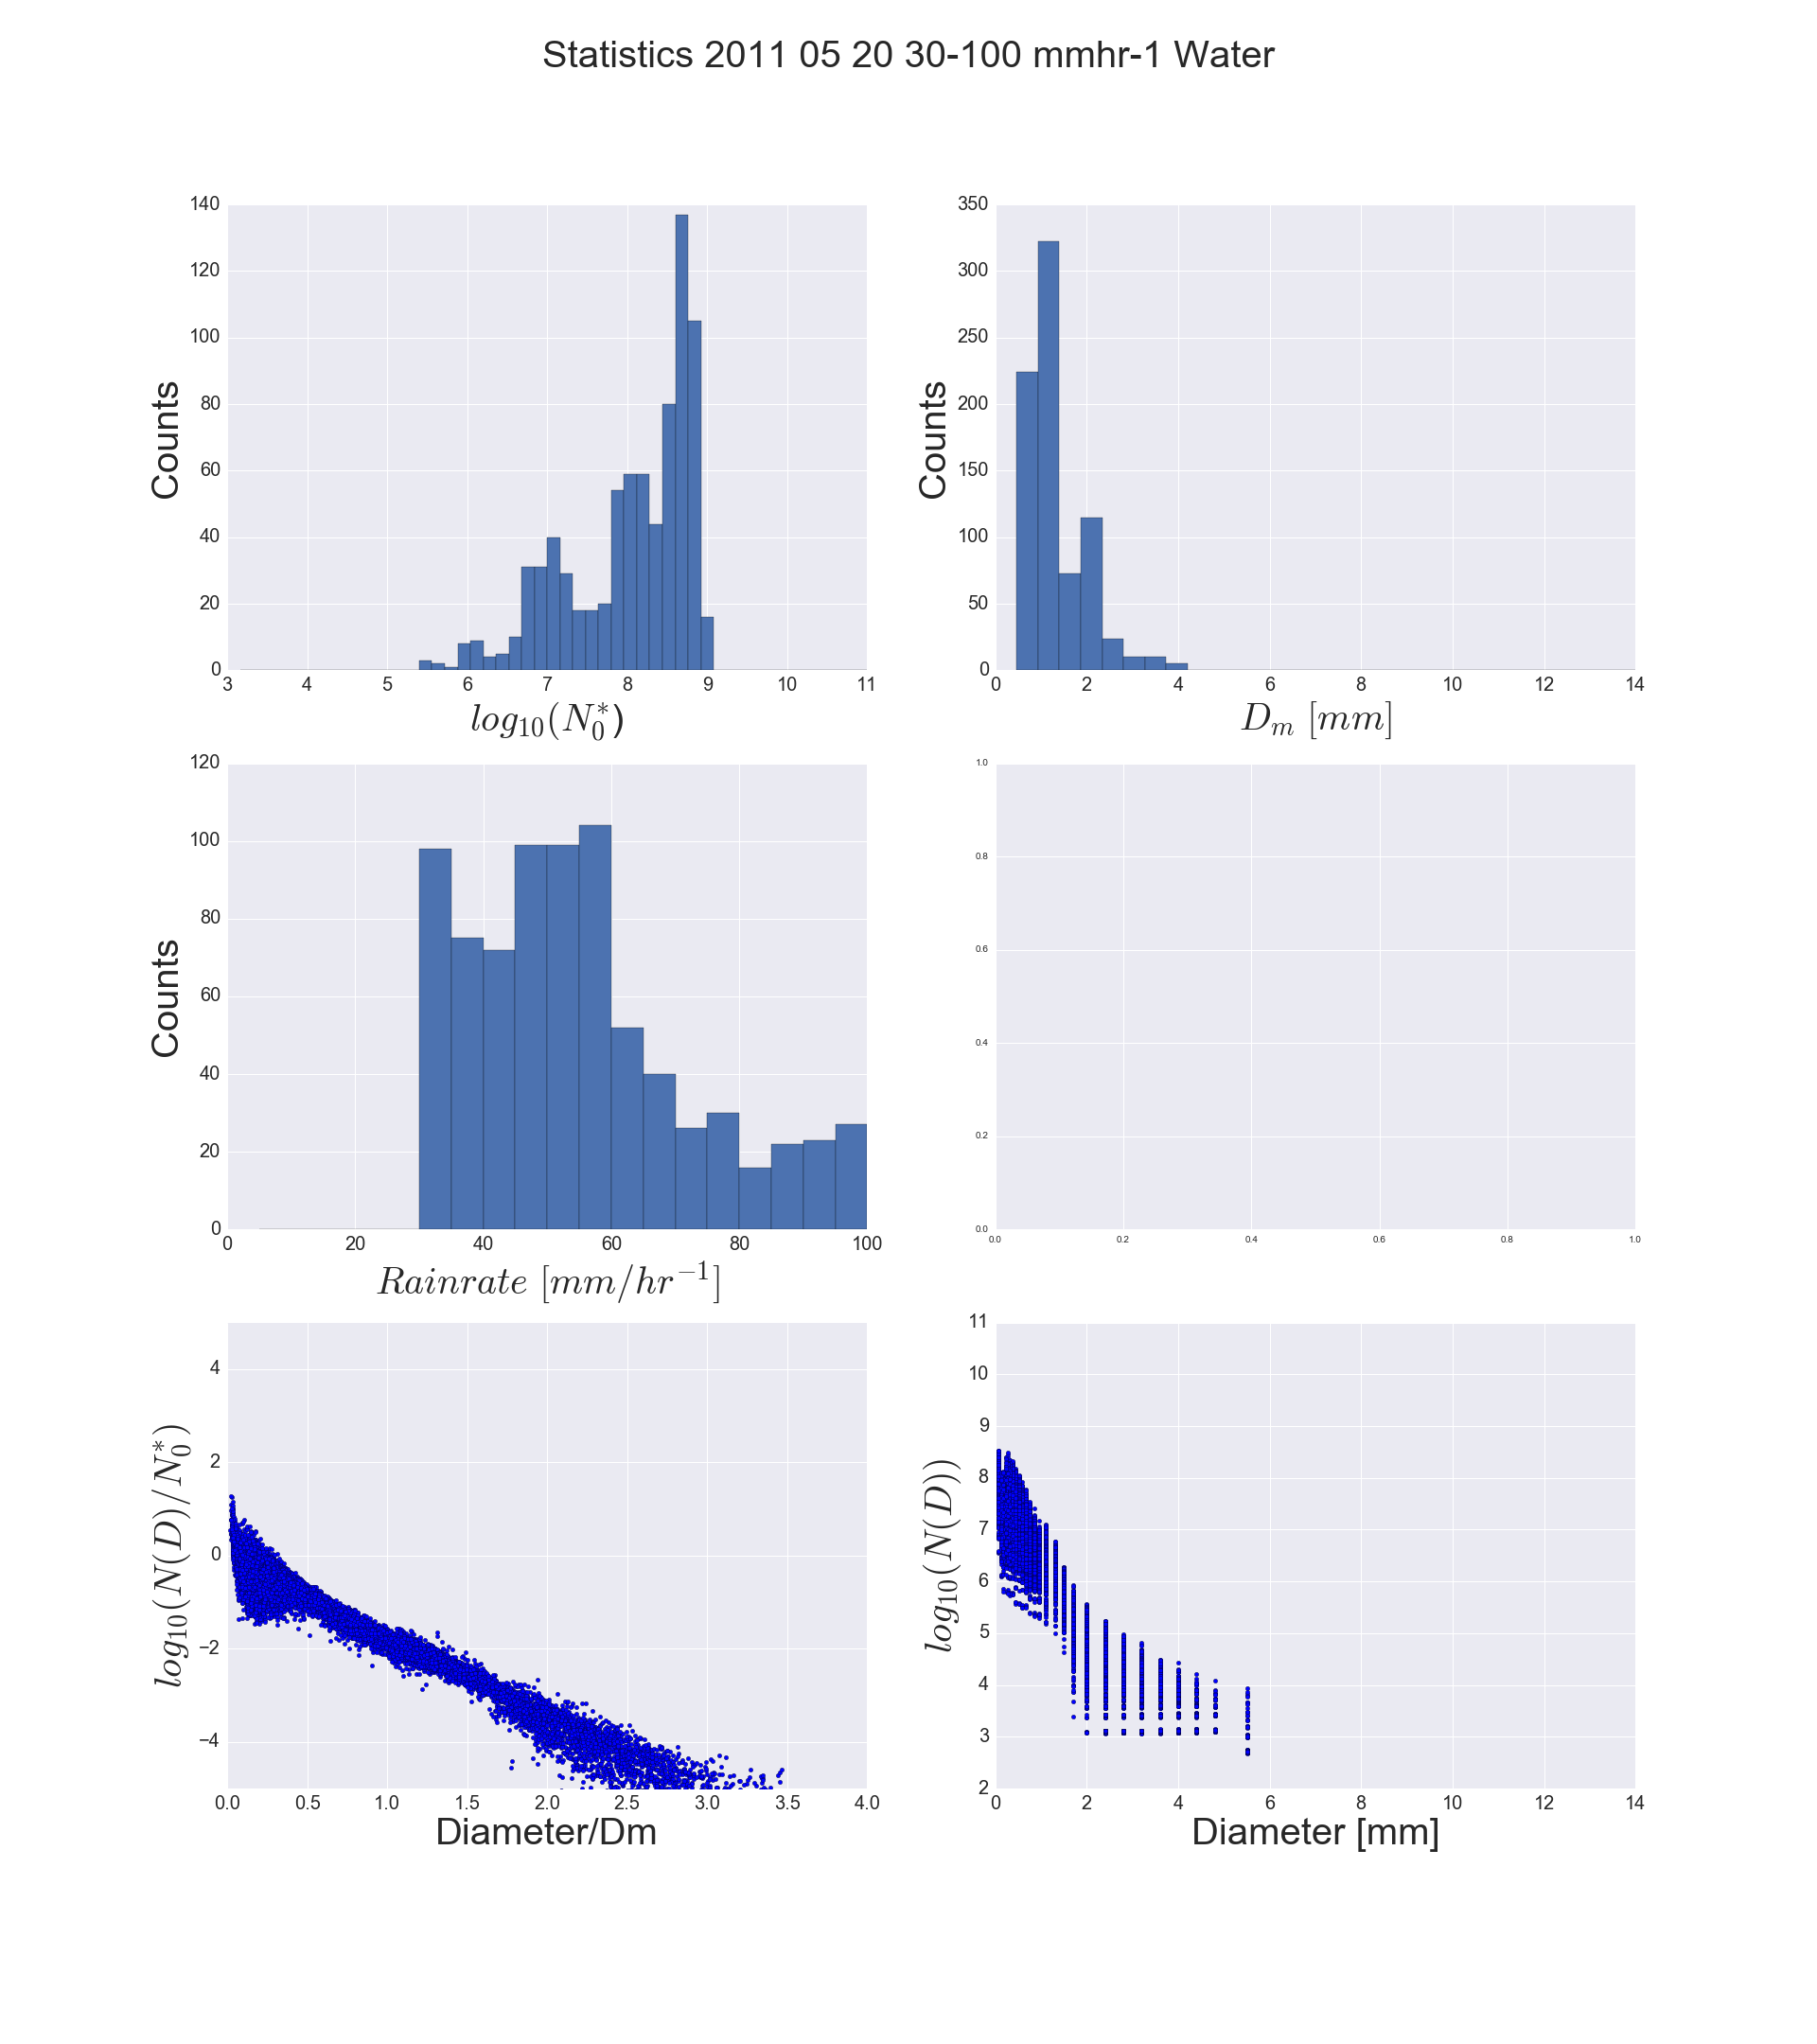 Statistics 2011 05 20 30-100 mmhr-1 Water
140
120
100
80
60
40
20
0
Counts
3 4 5 6 7 8 9 10 11
log₁₀(N₀*)
350
300
250
200
150
100
50
0
Counts
0 2 4 6 8 10 12 14
Dₘ [mm]
120
100
80
60
40
20
0
Counts
0 20 40 60 80 100
Rainrate [mm/hr⁻¹]
1.0
0.8
0.6
0.4
0.2
0.0
0.0 0.2 0.4 0.6 0.8 1.0
4
2
0
−2
−4
log₁₀(N(D)/N₀*)
0.0 0.5 1.0 1.5 2.0 2.5 3.0 3.5 4.0
Diameter/Dm
11
10
9
8
7
6
5
4
3
2
log₁₀(N(D))
0 2 4 6 8 10 12 14
Diameter [mm]